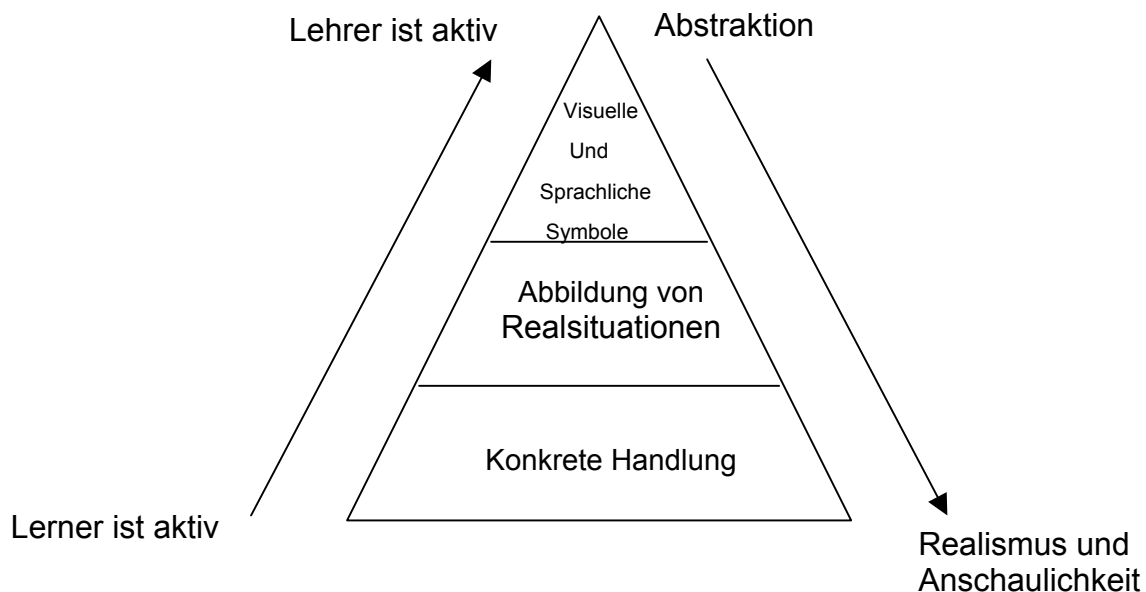 Lehrer ist aktiv
Abstraktion
Visuelle
Und
Sprachliche
Symbole
Abbildung von
Realsituationen
Konkrete Handlung
Lerner ist aktiv
Realismus und
Anschaulichkeit